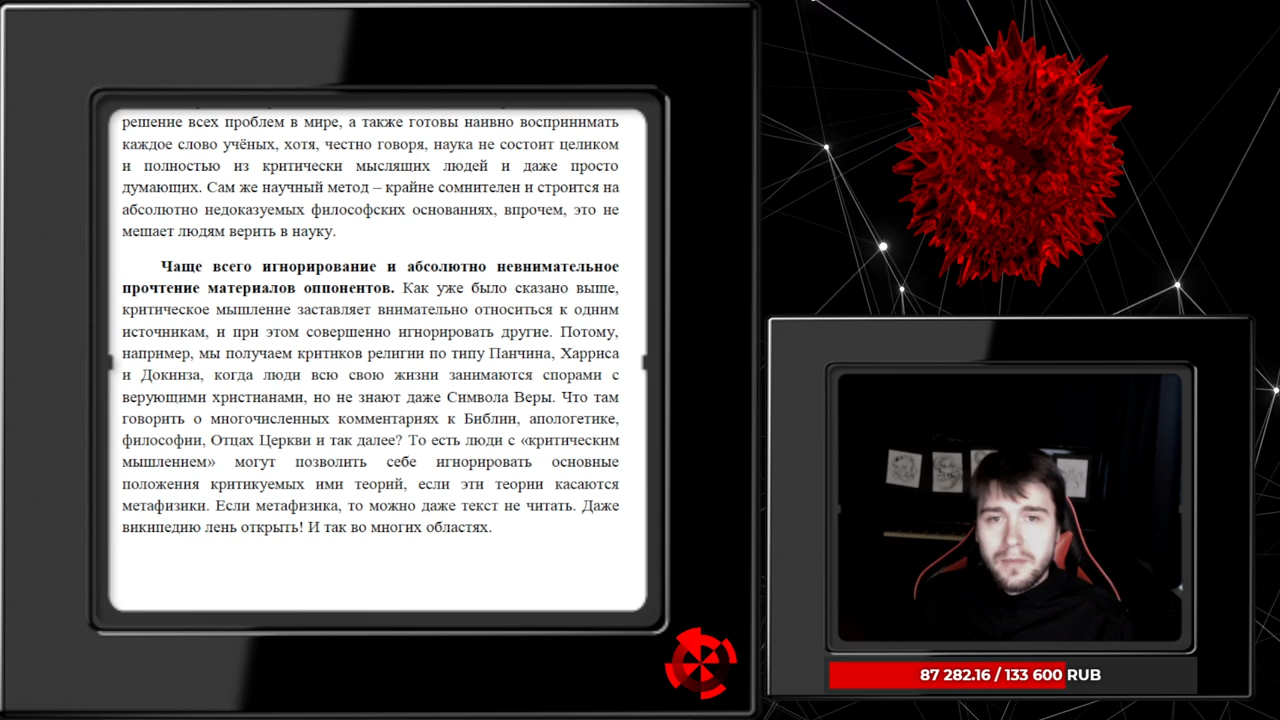 решение всех проблем в мире, а также готовы наивно воспринимать
каждое слово учёных, хотя, честно говоря, наука не состоит целиком
и полностью из критически мыслящих людей и даже просто
думающих. Сам же научный метод – крайне сомнителен и строится на
абсолютно недоказуемых философских основаниях, впрочем, это не
мешает людям верить в науку.
Чаще всего игнорирование и абсолютно невнимательное
прочтение материалов оппонентов. Как уже было сказано выше,
критическое мышление заставляет внимательно относиться к одним
источникам, и при этом совершенно игнорировать другие. Потому,
например, мы получаем критиков религии по типу Панчина, Харриса
и Докинза, когда люди всю свою жизни занимаются спорами с
верующими христианами, но не знают даже Символа Веры. Что там
говорить о многочисленных комментариях к Библии, апологетике,
философии, Отцах Церкви и так далее? То есть люди с «критическим
мышлением» могут позволить себе игнорировать основные
положения критикуемых ими теорий, если эти теории касаются
метафизики. Если метафизика, то можно даже текст не читать. Даже
википедию лень открыть! И так во многих областях.
87 282.16 / 133 600 RUB